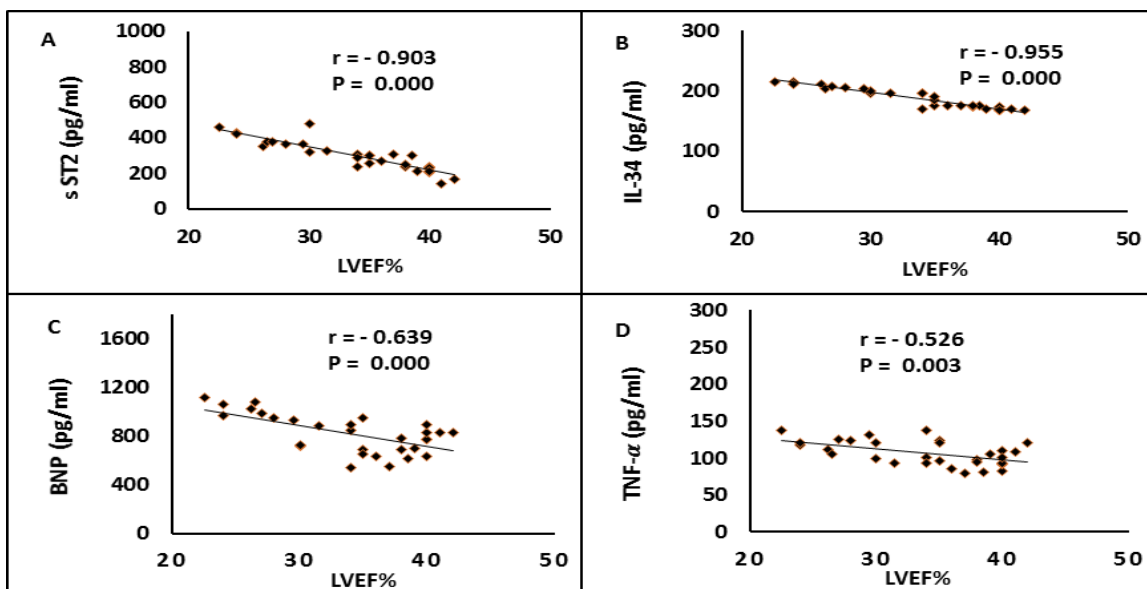 A
s ST2 (pg/ml)
1000
800
600
400
200
0
r = - 0.903
P = 0.000
20 30 40 50
LVEF%
B
IL-34 (pg/ml)
300
200
100
0
r = - 0.955
P = 0.000
20 30 40 50
LVEF%
C
BNP (pg/ml)
1600
1200
800
400
0
r = - 0.639
P = 0.000
20 30 40 50
LVEF%
D
TNF-α (pg/ml)
300
250
200
150
100
50
0
r = - 0.526
P = 0.003
20 30 40 50
LVEF%